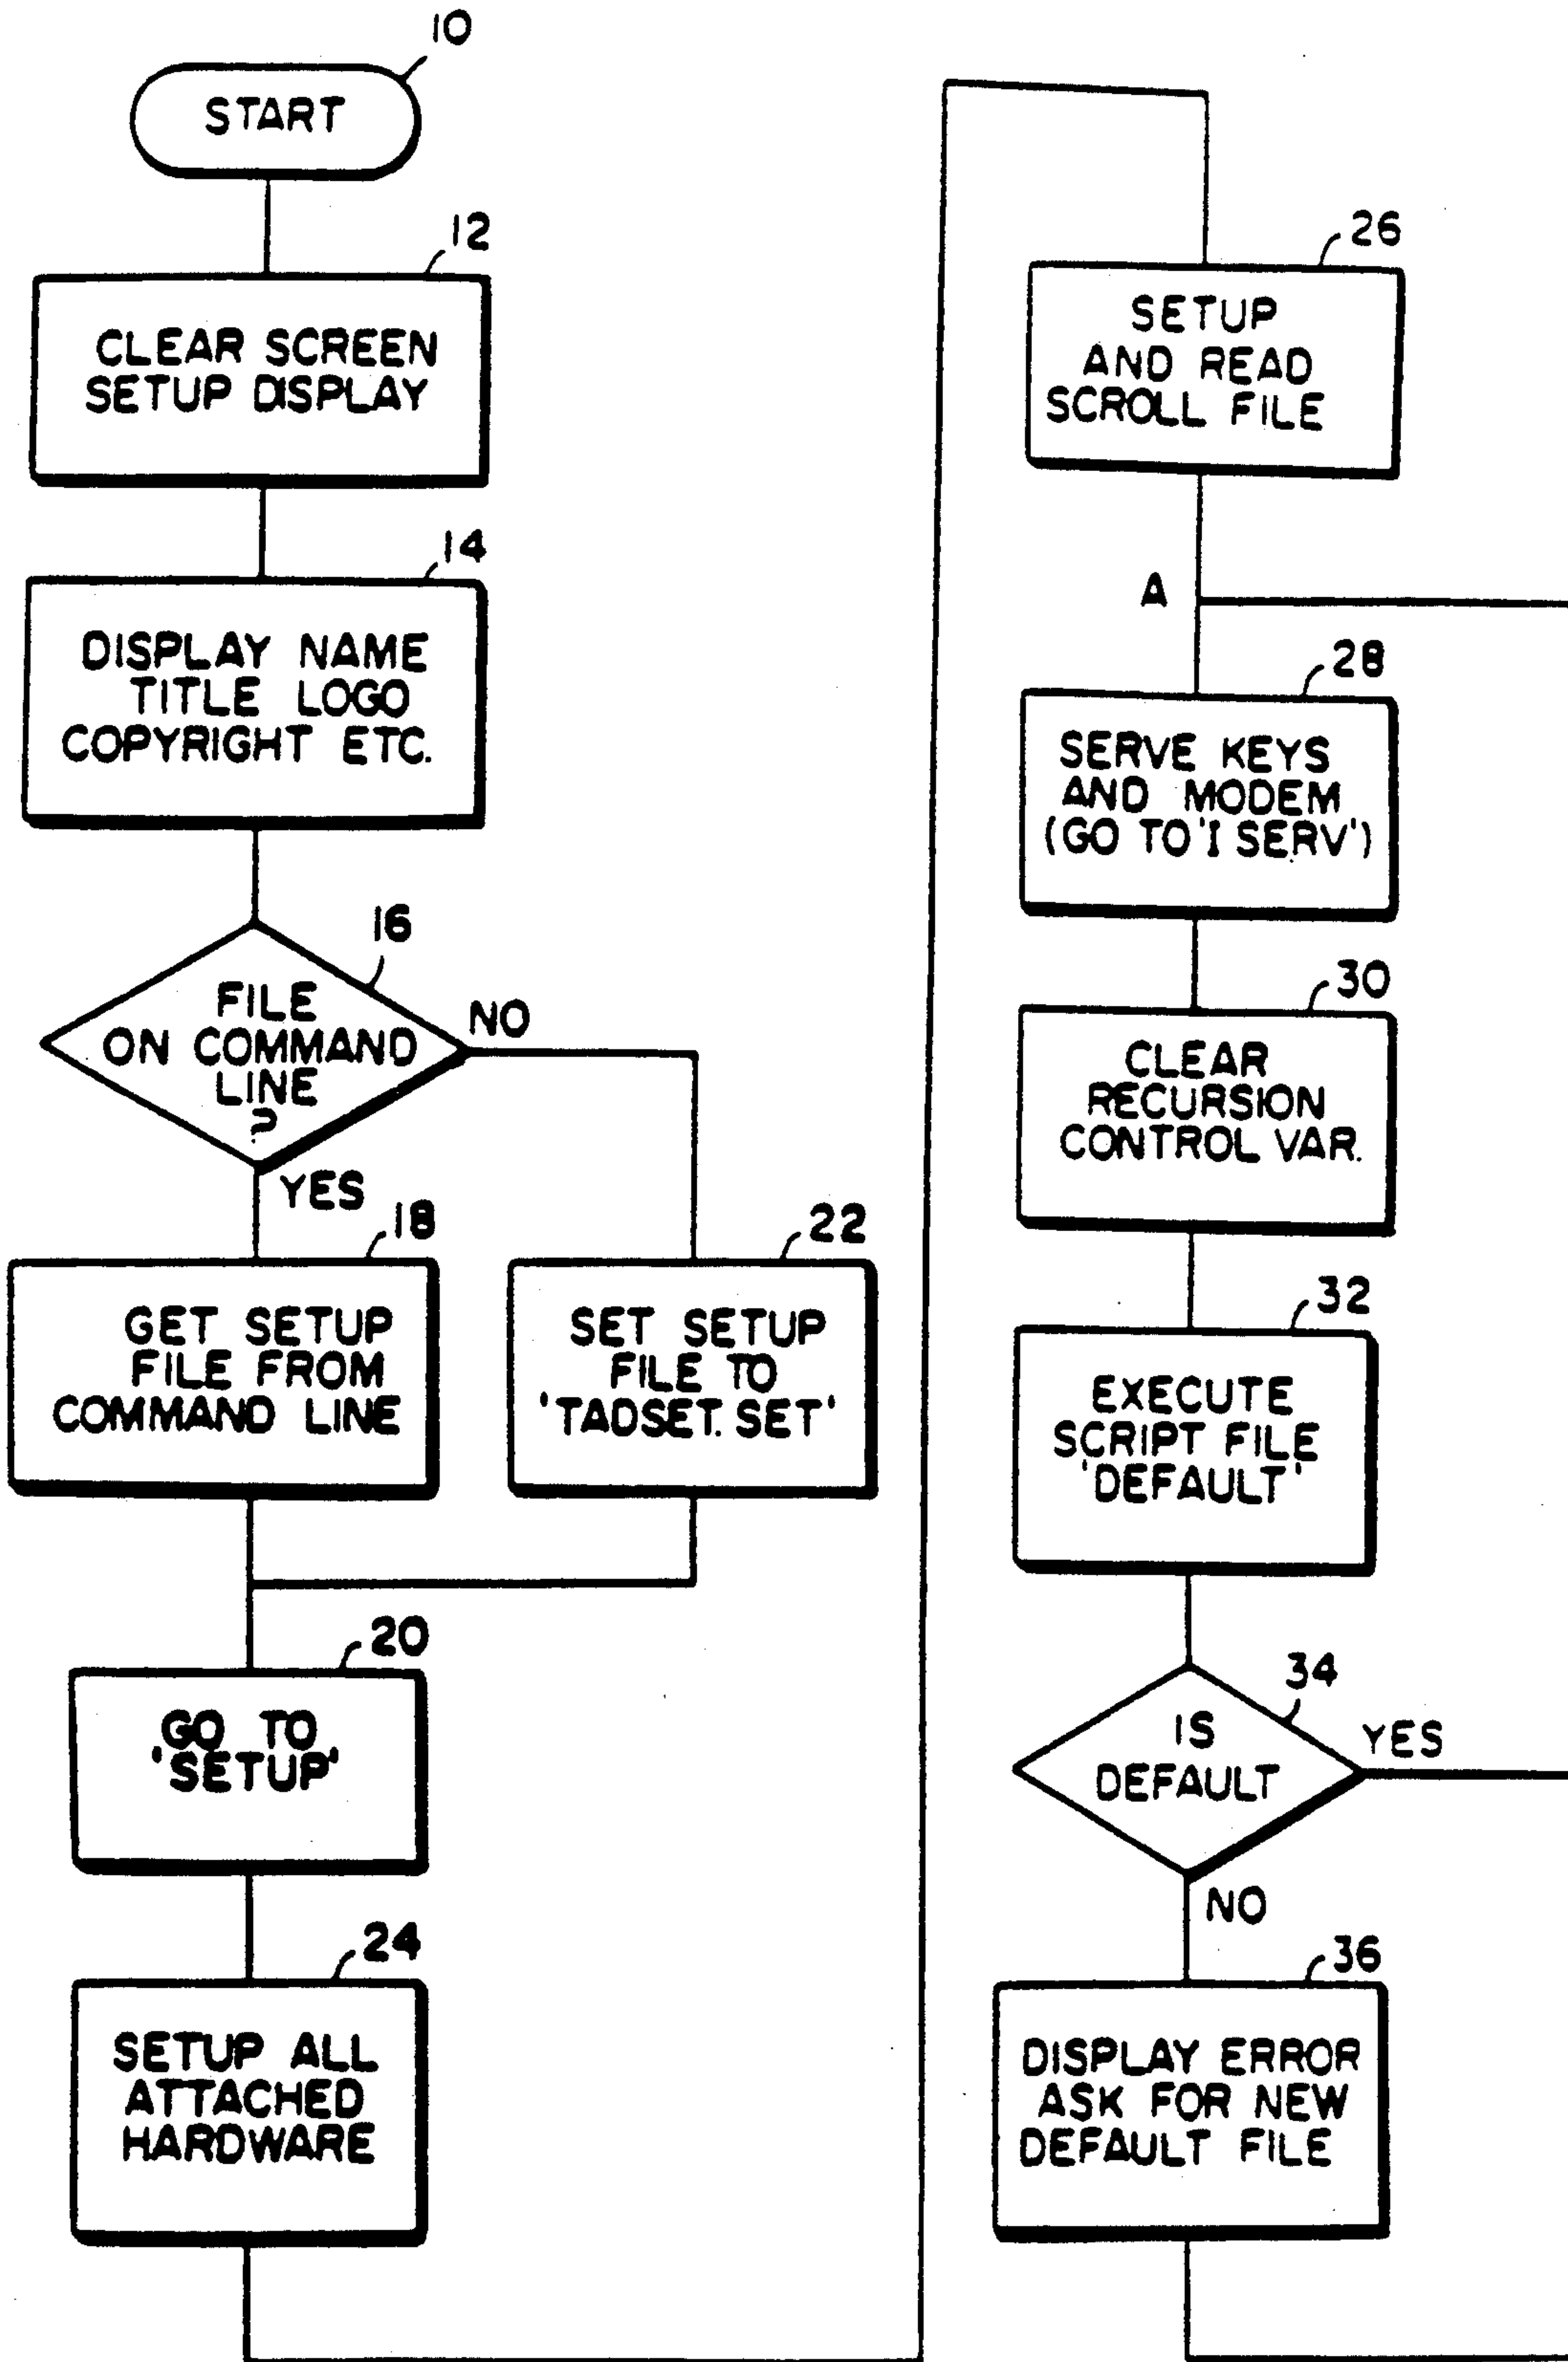 10
START
12
CLEAR SCREEN
SETUP DISPLAY
14
DISPLAY NAME
TITLE LOGO
COPYRIGHT ETC.
16
FILE
ON COMMAND
LINE
?
NO
YES
18
GET SETUP
FILE FROM
COMMAND LINE
22
SET SETUP
FILE TO
'TADSET.SET'
20
GO TO
'SETUP'
24
SETUP ALL
ATTACHED
HARDWARE
26
SETUP
AND READ
SCROLL FILE
A
28
SERVE KEYS
AND MODEM
(GO TO 'I SERV')
30
CLEAR
RECURSION
CONTROL VAR.
32
EXECUTE
SCRIPT FILE
'DEFAULT'
34
IS
DEFAULT
YES
NO
36
DISPLAY ERROR
ASK FOR NEW
DEFAULT FILE